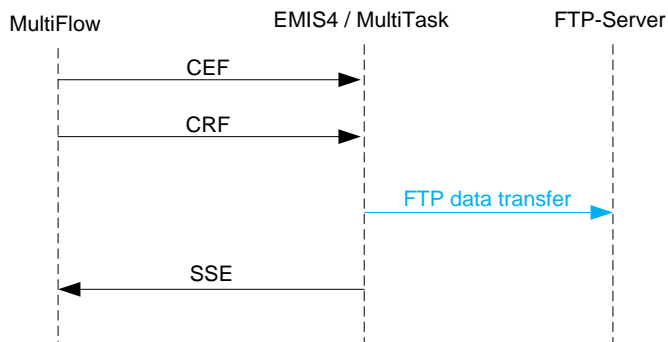 MultiFlow
EMIS4 / MultiTask
FTP-Server
CEF
CRF
FTP data transfer
SSE